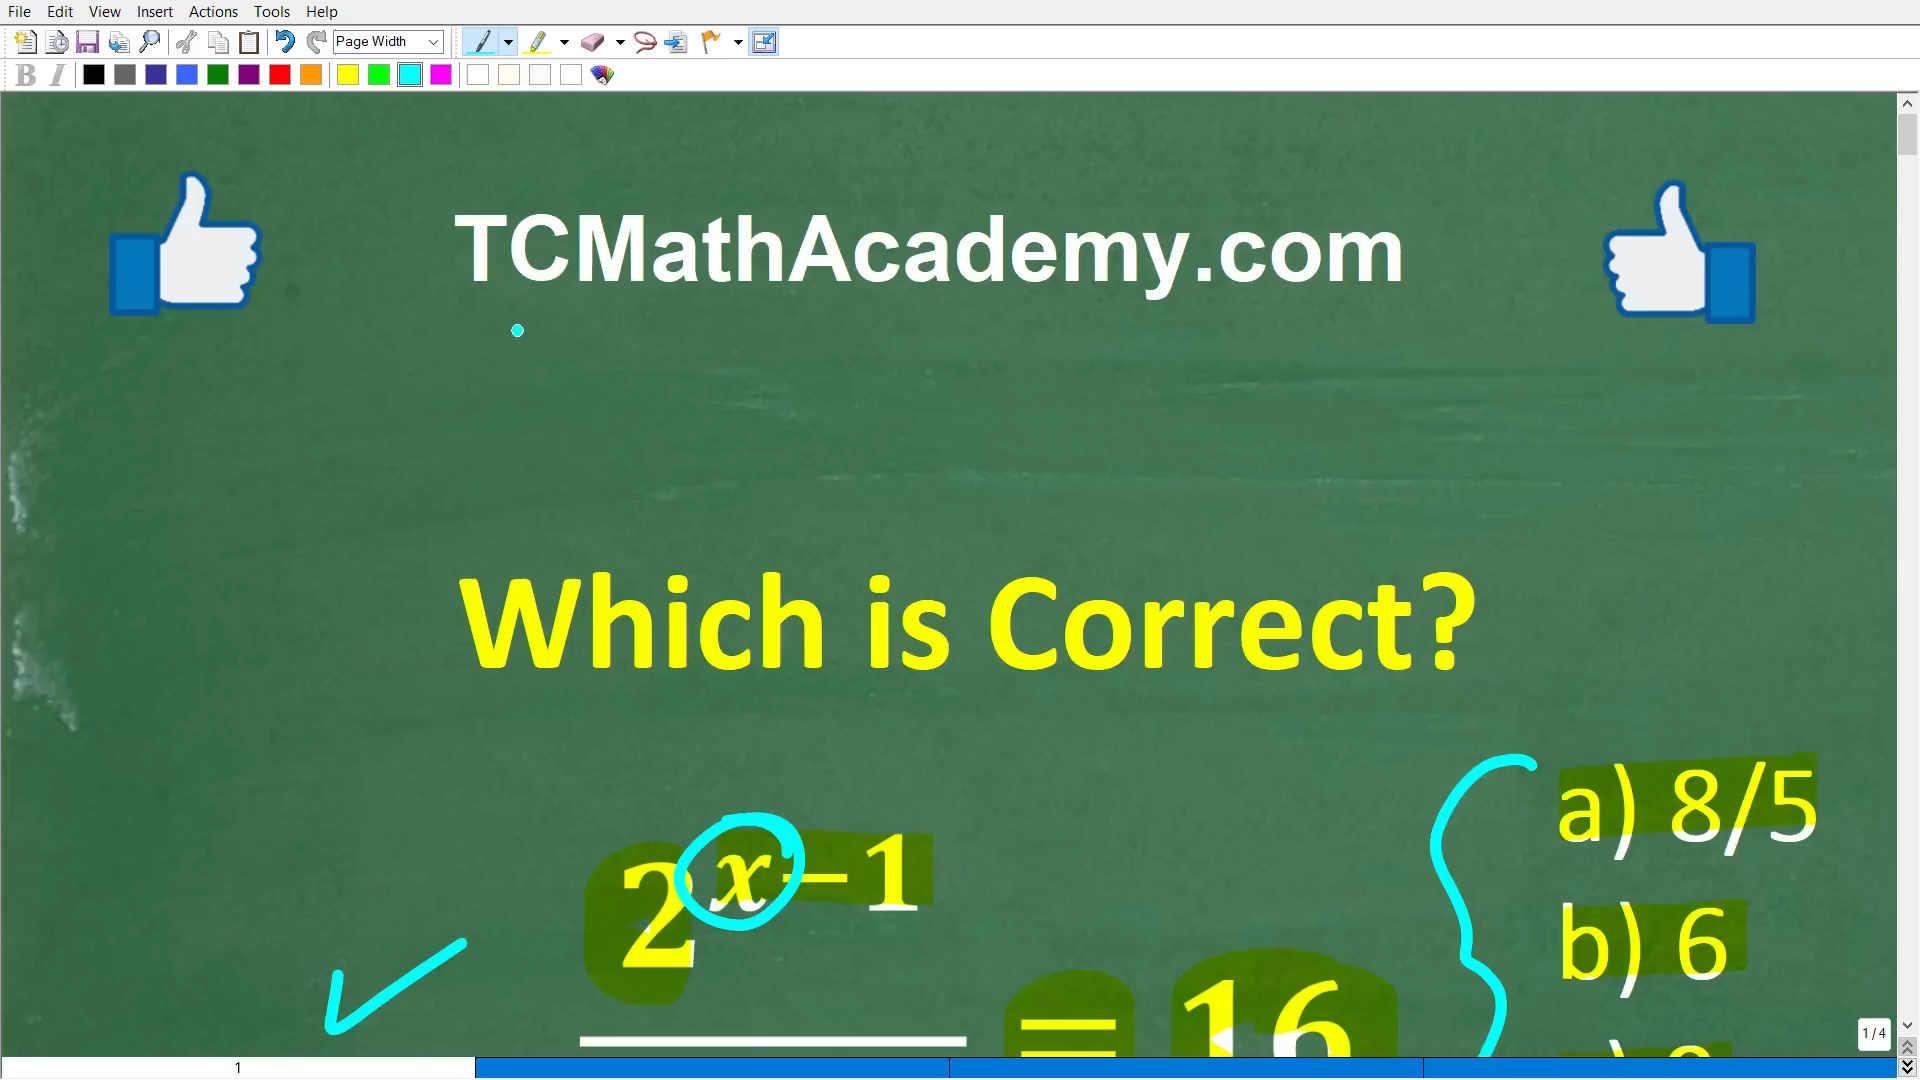 File Edit View Insert Actions Tools Help
Page Width
B I
TCMathAcademy.com
Which is Correct?
a) 8/5
2^{x-1}
b) 6
= 16
1/4
1